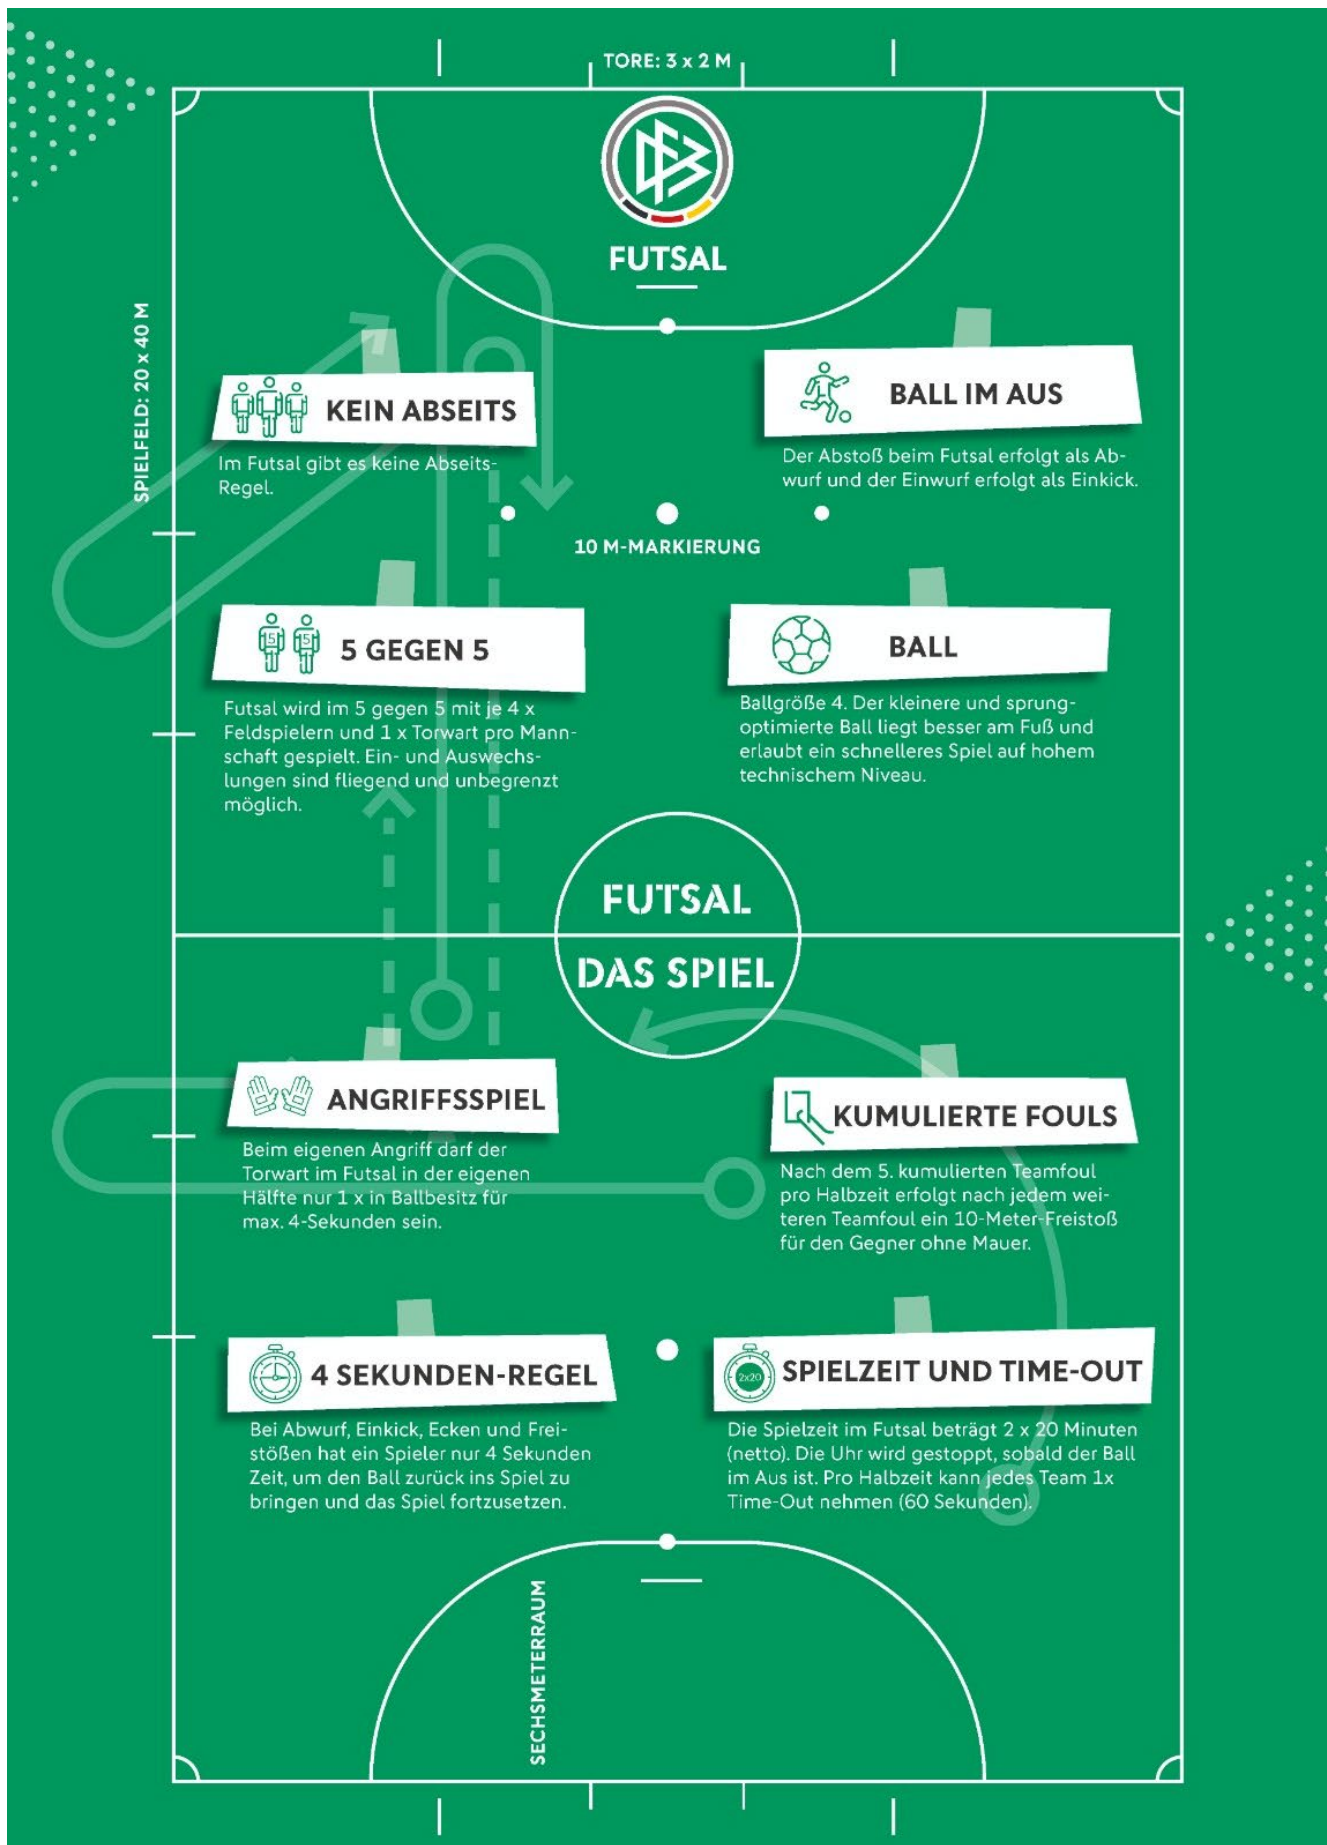 TORE: 3 x 2 M
FUTSAL
SPIELFELD: 20 x 40 M
KEIN ABSEITS
Im Futsal gibt es keine Abseits-
Regel.
BALL IM AUS
Der Abstoß beim Futsal erfolgt als Ab-
wurf und der Einwurf erfolgt als Einkick.
10 M-MARKIERUNG
5 5
5 GEGEN 5
Futsal wird im 5 gegen 5 mit je 4 x
Feldspielern und 1 x Torwart pro Mann-
schaft gespielt. Ein- und Auswechs-
lungen sind fliegend und unbegrenzt
möglich.
BALL
Ballgröße 4. Der kleinere und sprung-
optimierte Ball liegt besser am Fuß und
erlaubt ein schnelleres Spiel auf hohem
technischem Niveau.
FUTSAL
DAS SPIEL
ANGRIFFSSPIEL
Beim eigenen Angriff darf der
Torwart im Futsal in der eigenen
Hälfte nur 1 x in Ballbesitz für
max. 4-Sekunden sein.
KUMULIERTE FOULS
Nach dem 5. kumulierten Teamfoul
pro Halbzeit erfolgt nach jedem wei-
teren Teamfoul ein 10-Meter-Freistoß
für den Gegner ohne Mauer.
4 SEKUNDEN-REGEL
Bei Abwurf, Einkick, Ecken und Frei-
stößen hat ein Spieler nur 4 Sekunden
Zeit, um den Ball zurück ins Spiel zu
bringen und das Spiel fortzusetzen.
2x20
SPIELZEIT UND TIME-OUT
Die Spielzeit im Futsal beträgt 2 x 20 Minuten
(netto). Die Uhr wird gestoppt, sobald der Ball
im Aus ist. Pro Halbzeit kann jedes Team 1x
Time-Out nehmen (60 Sekunden).
SECHSMETERRAUM